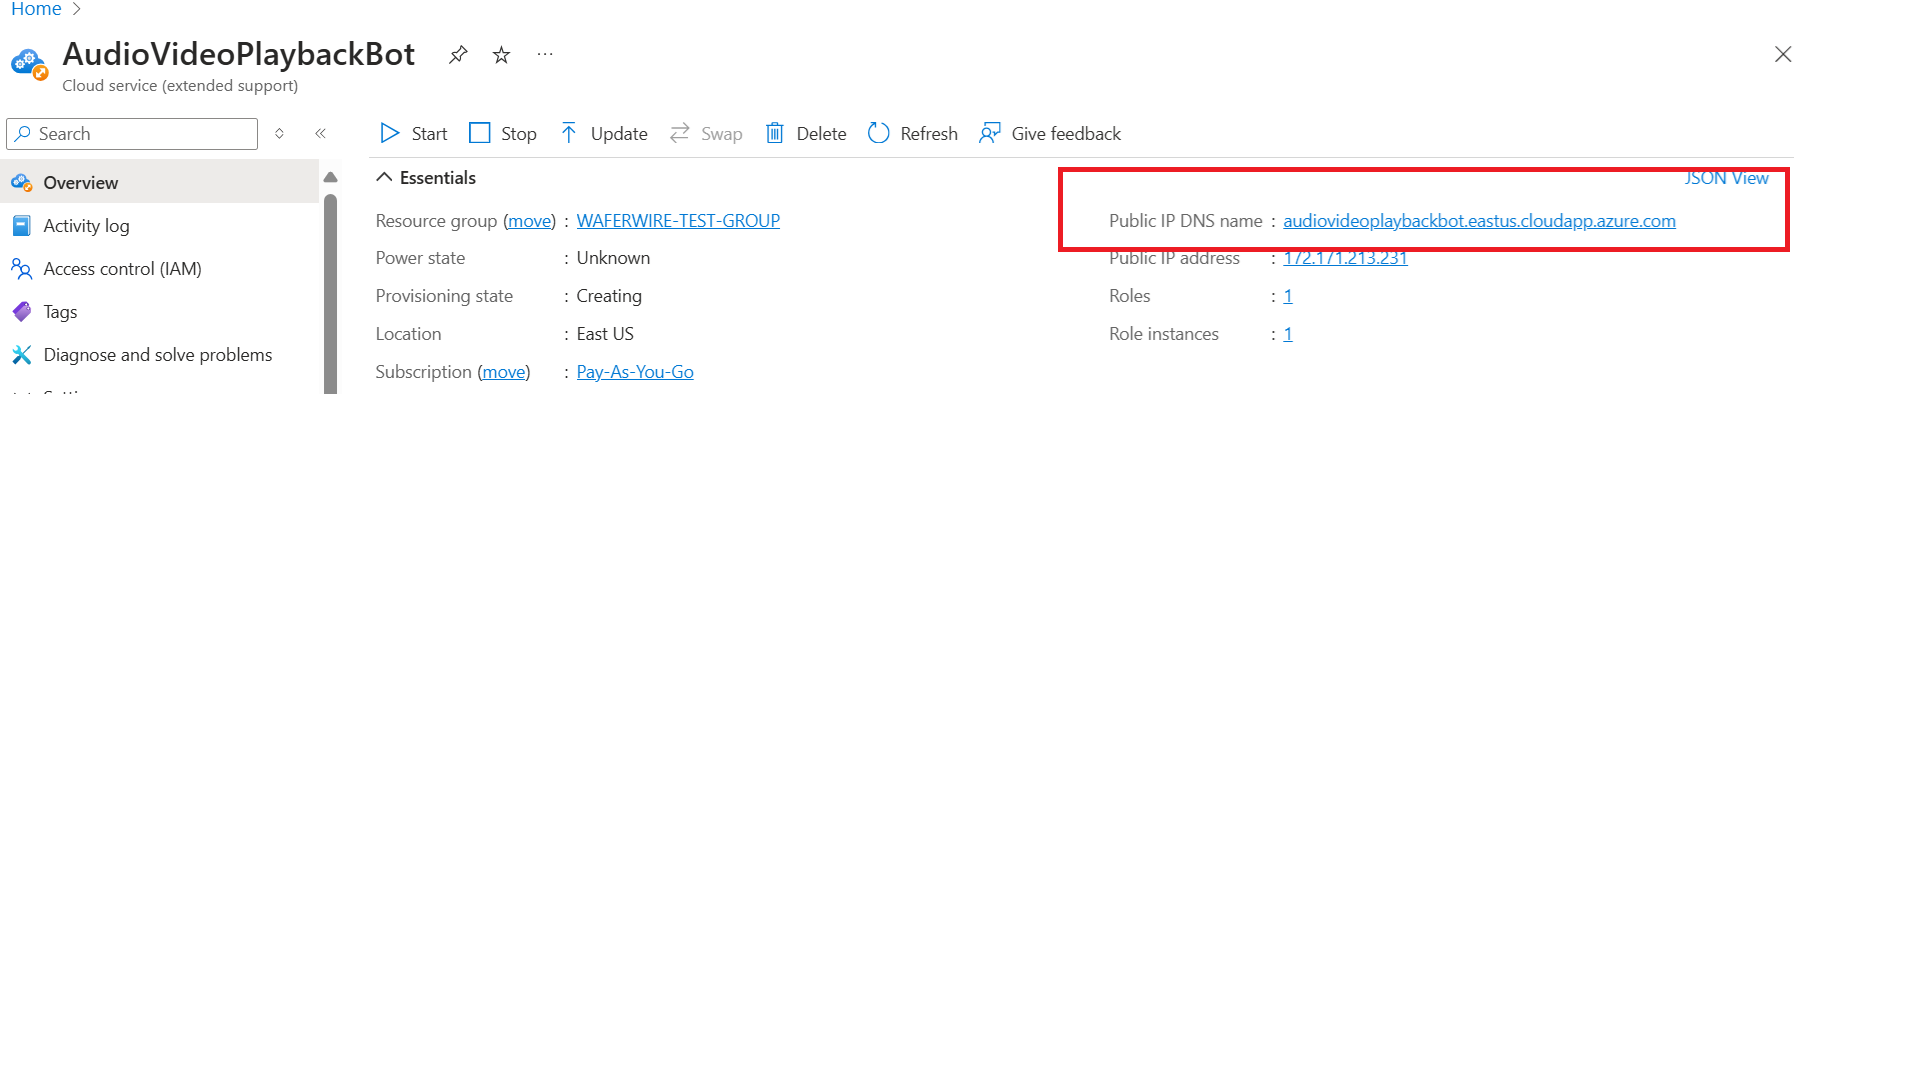 Home
AudioVideoPlaybackBot
Cloud service (extended support)
Search
Start Stop Update Swap Delete Refresh Give feedback
Overview
Activity log
Access control (IAM)
Tags
Diagnose and solve problems
Essentials
JSON View
Resource group (move) : WAFERWIRE-TEST-GROUP
Power state : Unknown
Provisioning state : Creating
Location : East US
Subscription (move) : Pay-As-You-Go
Public IP DNS name : audiovideoplaybackbot.eastus.cloudapp.azure.com
Public IP address : 172.171.213.231
Roles : 1
Role instances : 1